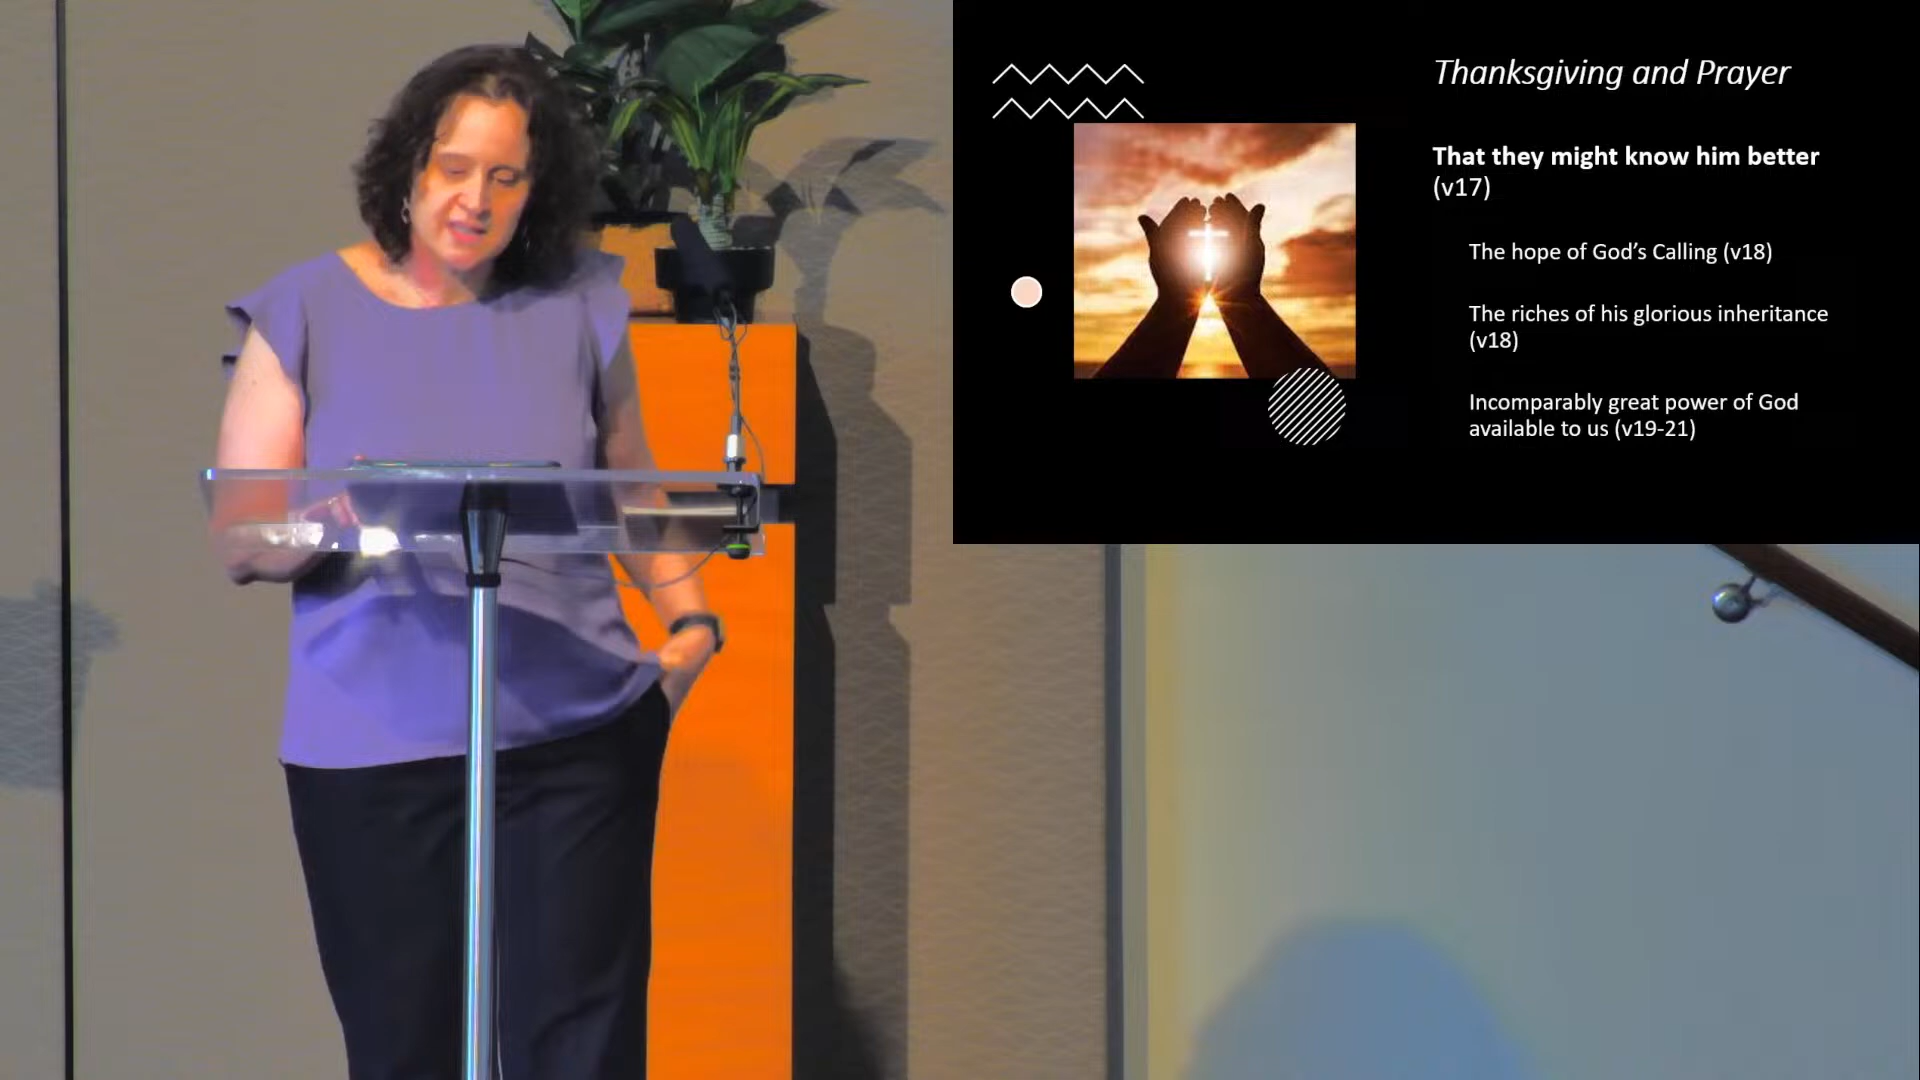 Thanksgiving and Prayer
That they might know him better
(v17)
The hope of God’s Calling (v18)
The riches of his glorious inheritance
(v18)
Incomparably great power of God
available to us (v19-21)